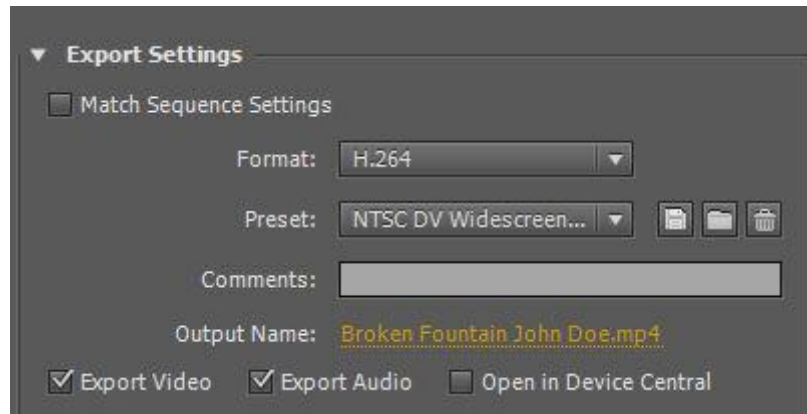 Export Settings
Match Sequence Settings
Format: H.264
Preset: NTSC DV Widescreen...
Comments:
Output Name: Broken Fountain John Doe.mp4
Export Video Export Audio Open in Device Central